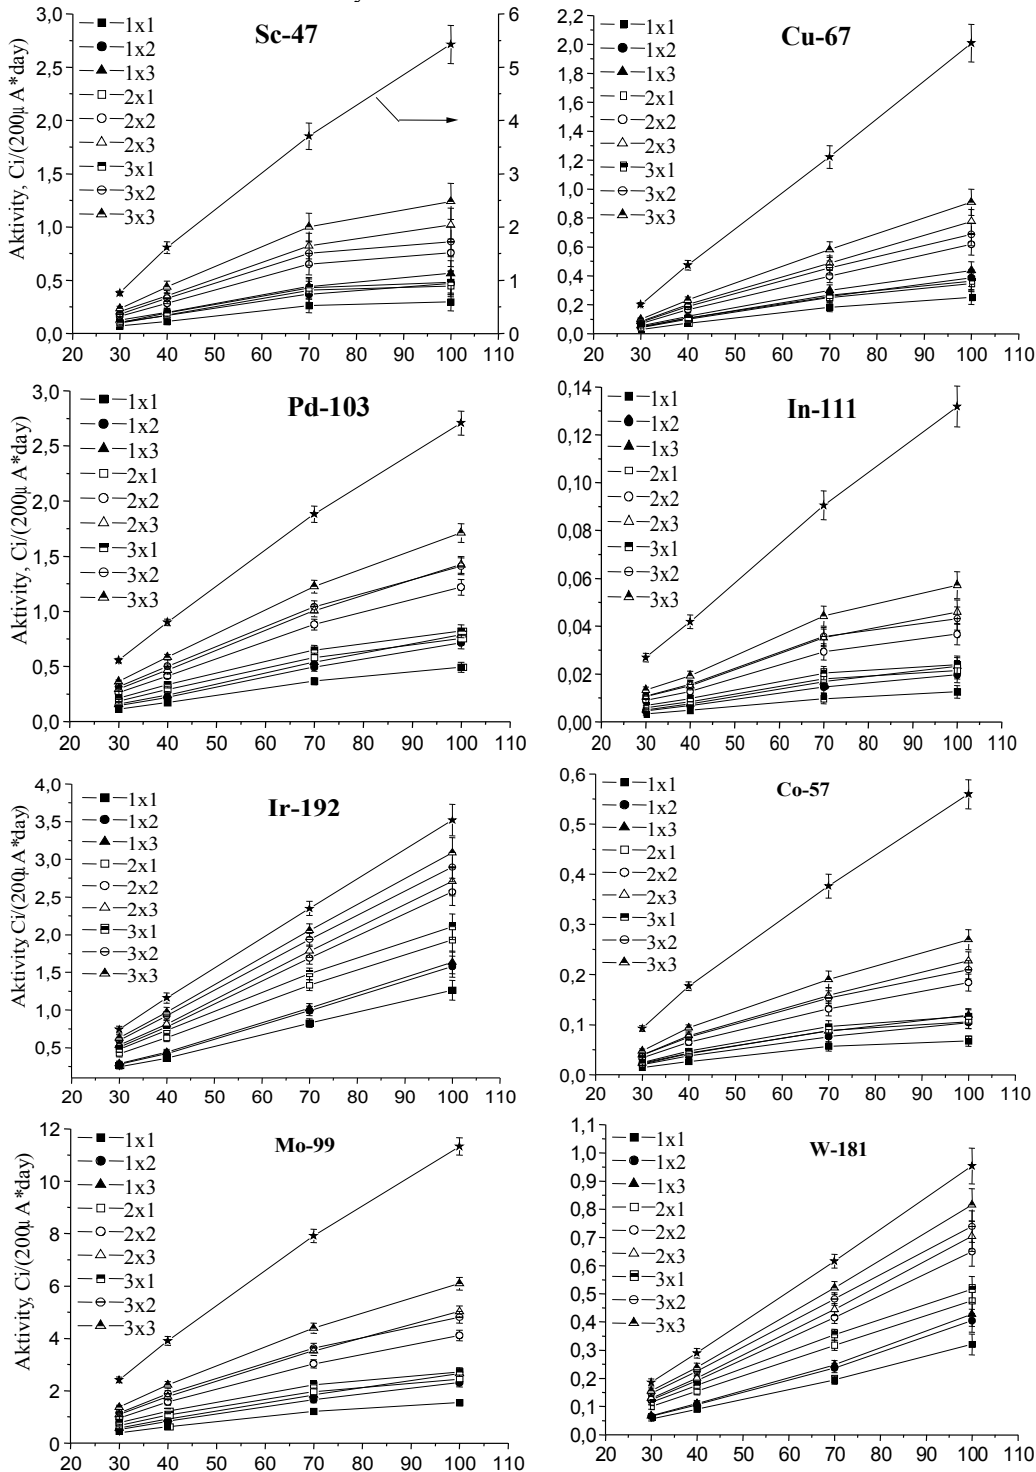 Sc-47
Aktivity, Ci/(200μ A*day)
3,0
2,5
2,0
1,5
1,0
0,5
0,0
6
5
4
3
2
1
0
1x1
1x2
1x3
2x1
2x2
2x3
3x1
3x2
3x3
20 30 40 50 60 70 80 90 100 110
Cu-67
2,2
2,0
1,8
1,6
1,4
1,2
1,0
0,8
0,6
0,4
0,2
0,0
1x1
1x2
1x3
2x1
2x2
2x3
3x1
3x2
3x3
20 30 40 50 60 70 80 90 100 110
Pd-103
Aktivity, Ci/(200μ A*day)
3,0
2,5
2,0
1,5
1,0
0,5
0,0
1x1
1x2
1x3
2x1
2x2
2x3
3x1
3x2
3x3
20 30 40 50 60 70 80 90 100 110
In-111
0,14
0,12
0,10
0,08
0,06
0,04
0,02
0,00
1x1
1x2
1x3
2x1
2x2
2x3
3x1
3x2
3x3
20 30 40 50 60 70 80 90 100 110
Ir-192
Aktivity, Ci/(200μ A*day)
4,0
3,5
3,0
2,5
2,0
1,5
1,0
0,5
1x1
1x2
1x3
2x1
2x2
2x3
3x1
3x2
3x3
20 30 40 50 60 70 80 90 100 110
Co-57
0,6
0,5
0,4
0,3
0,2
0,1
0,0
1x1
1x2
1x3
2x1
2x2
2x3
3x1
3x2
3x3
20 30 40 50 60 70 80 90 100 110
Mo-99
Aktivity, Ci/(200μ A*day)
12
10
8
6
4
2
0
1x1
1x2
1x3
2x1
2x2
2x3
3x1
3x2
3x3
20 30 40 50 60 70 80 90 100 110
W-181
1,1
1,0
0,9
0,8
0,7
0,6
0,5
0,4
0,3
0,2
0,1
0,0
1x1
1x2
1x3
2x1
2x2
2x3
3x1
3x2
3x3
20 30 40 50 60 70 80 90 100 110